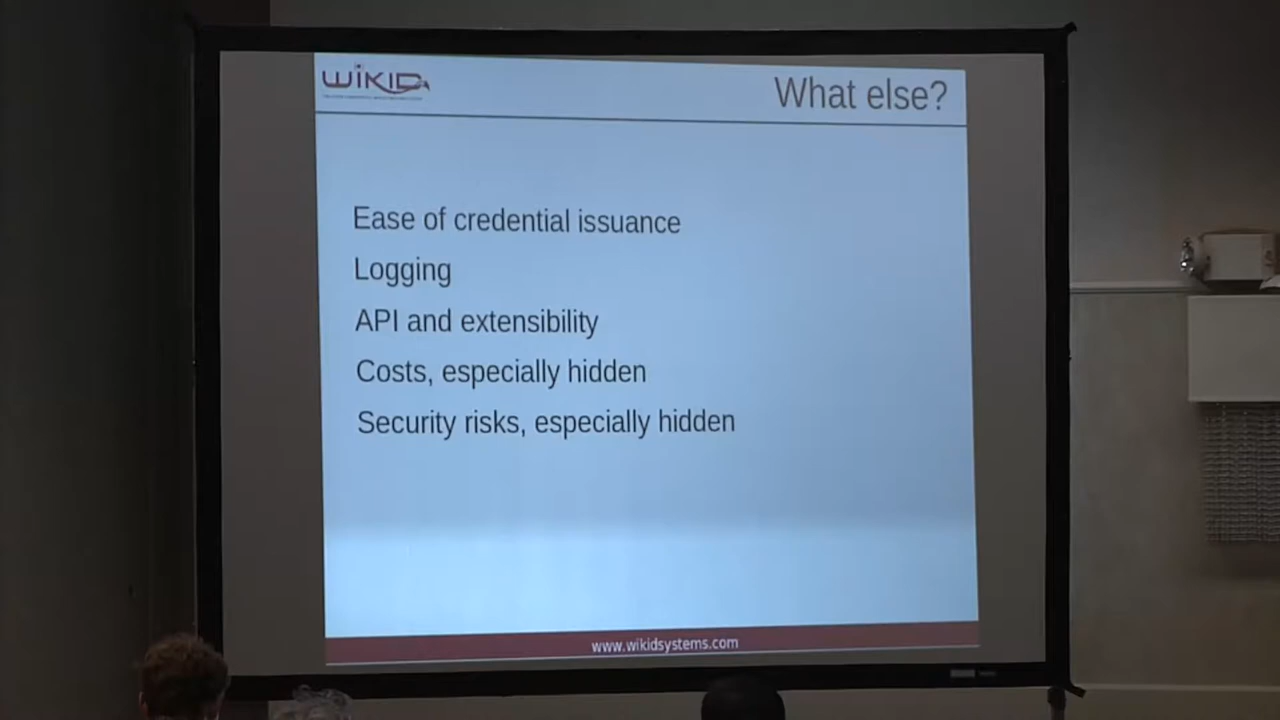 WiKID
What else?
Ease of credential issuance
Logging
API and extensibility
Costs, especially hidden
Security risks, especially hidden
www.wikidsystems.com